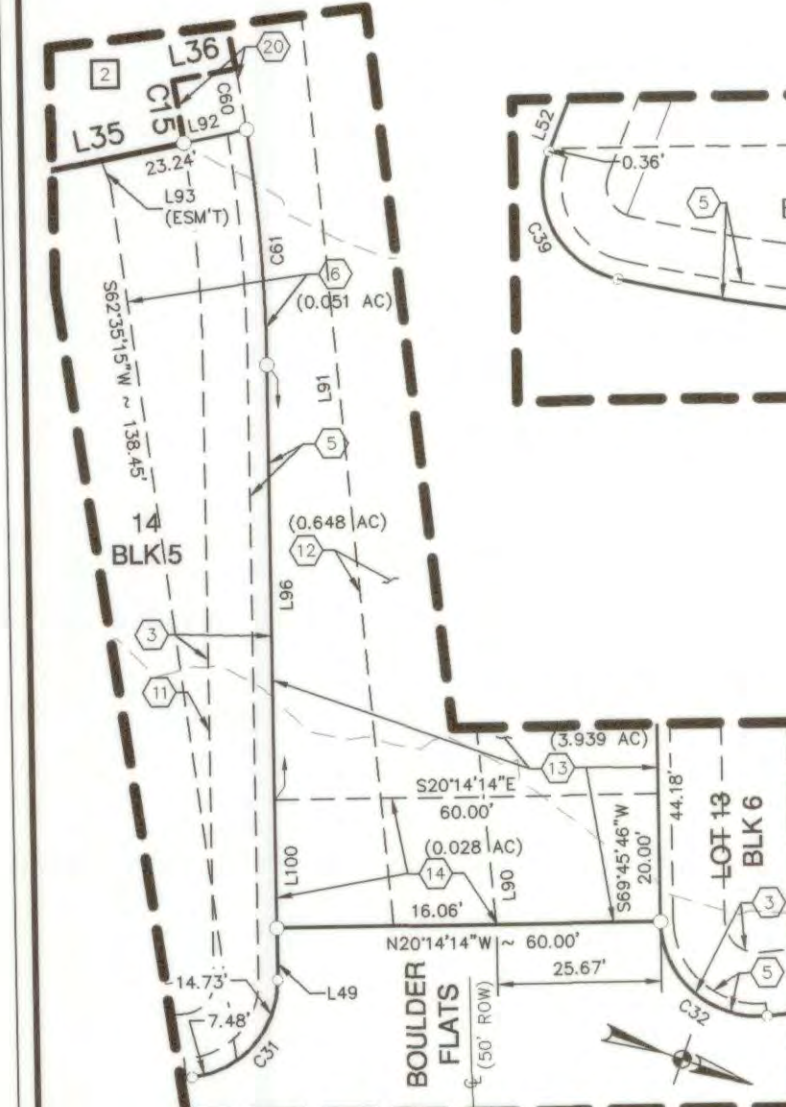 L36
20
2
C15
C60
L92
L35
23.24'
L93
(ESM'T)
C61
6
(0.051 AC)
S62°35'15"W ~ 138.45'
L91
5
14
BLK 5
(0.648 AC)
12
L96
3
11
L52
0.36'
5
C39
(3.939 AC)
13
S20°14'14"E
60.00'
44.18'
LOT 13
BLK 6
(0.028 AC)
14
L100
L90
S69°45'46"W
20.00'
16.06'
N20°14'14"W ~ 60.00'
3
5
14.73'
7.48'
L49
C31
25.67'
BOULDER
FLATS
(50' ROW)
C32